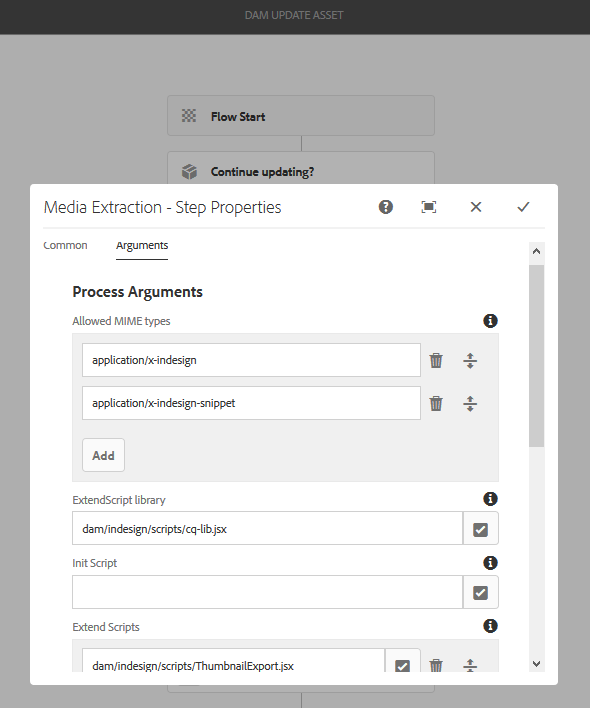 DAM UPDATE ASSET
Flow Start
Continue updating?
Media Extraction - Step Properties
Common Arguments
Process Arguments
Allowed MIME types
application/x-indesign
application/x-indesign-snippet
Add
ExtendScript library
dam/indesign/scripts/cq-lib.jsx
Init Script
Extend Scripts
dam/indesign/scripts/ThumbnailExport.jsx